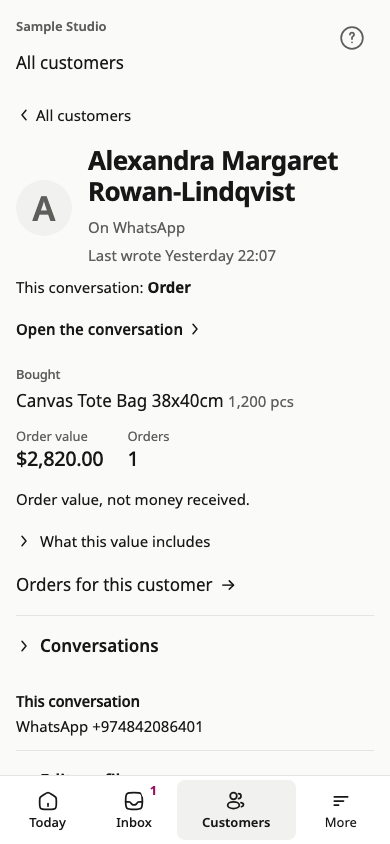 Sample Studio
All customers
All customers
Alexandra Margaret
Rowan-Lindqvist
A
On WhatsApp
Last wrote Yesterday 22:07
This conversation: Order
Open the conversation
Bought
Canvas Tote Bag 38x40cm 1,200 pcs
Order value Orders
$2,820.00 1
Order value, not money received.
What this value includes
Orders for this customer →
Conversations
This conversation
WhatsApp +974842086401
1
Today Inbox Customers More